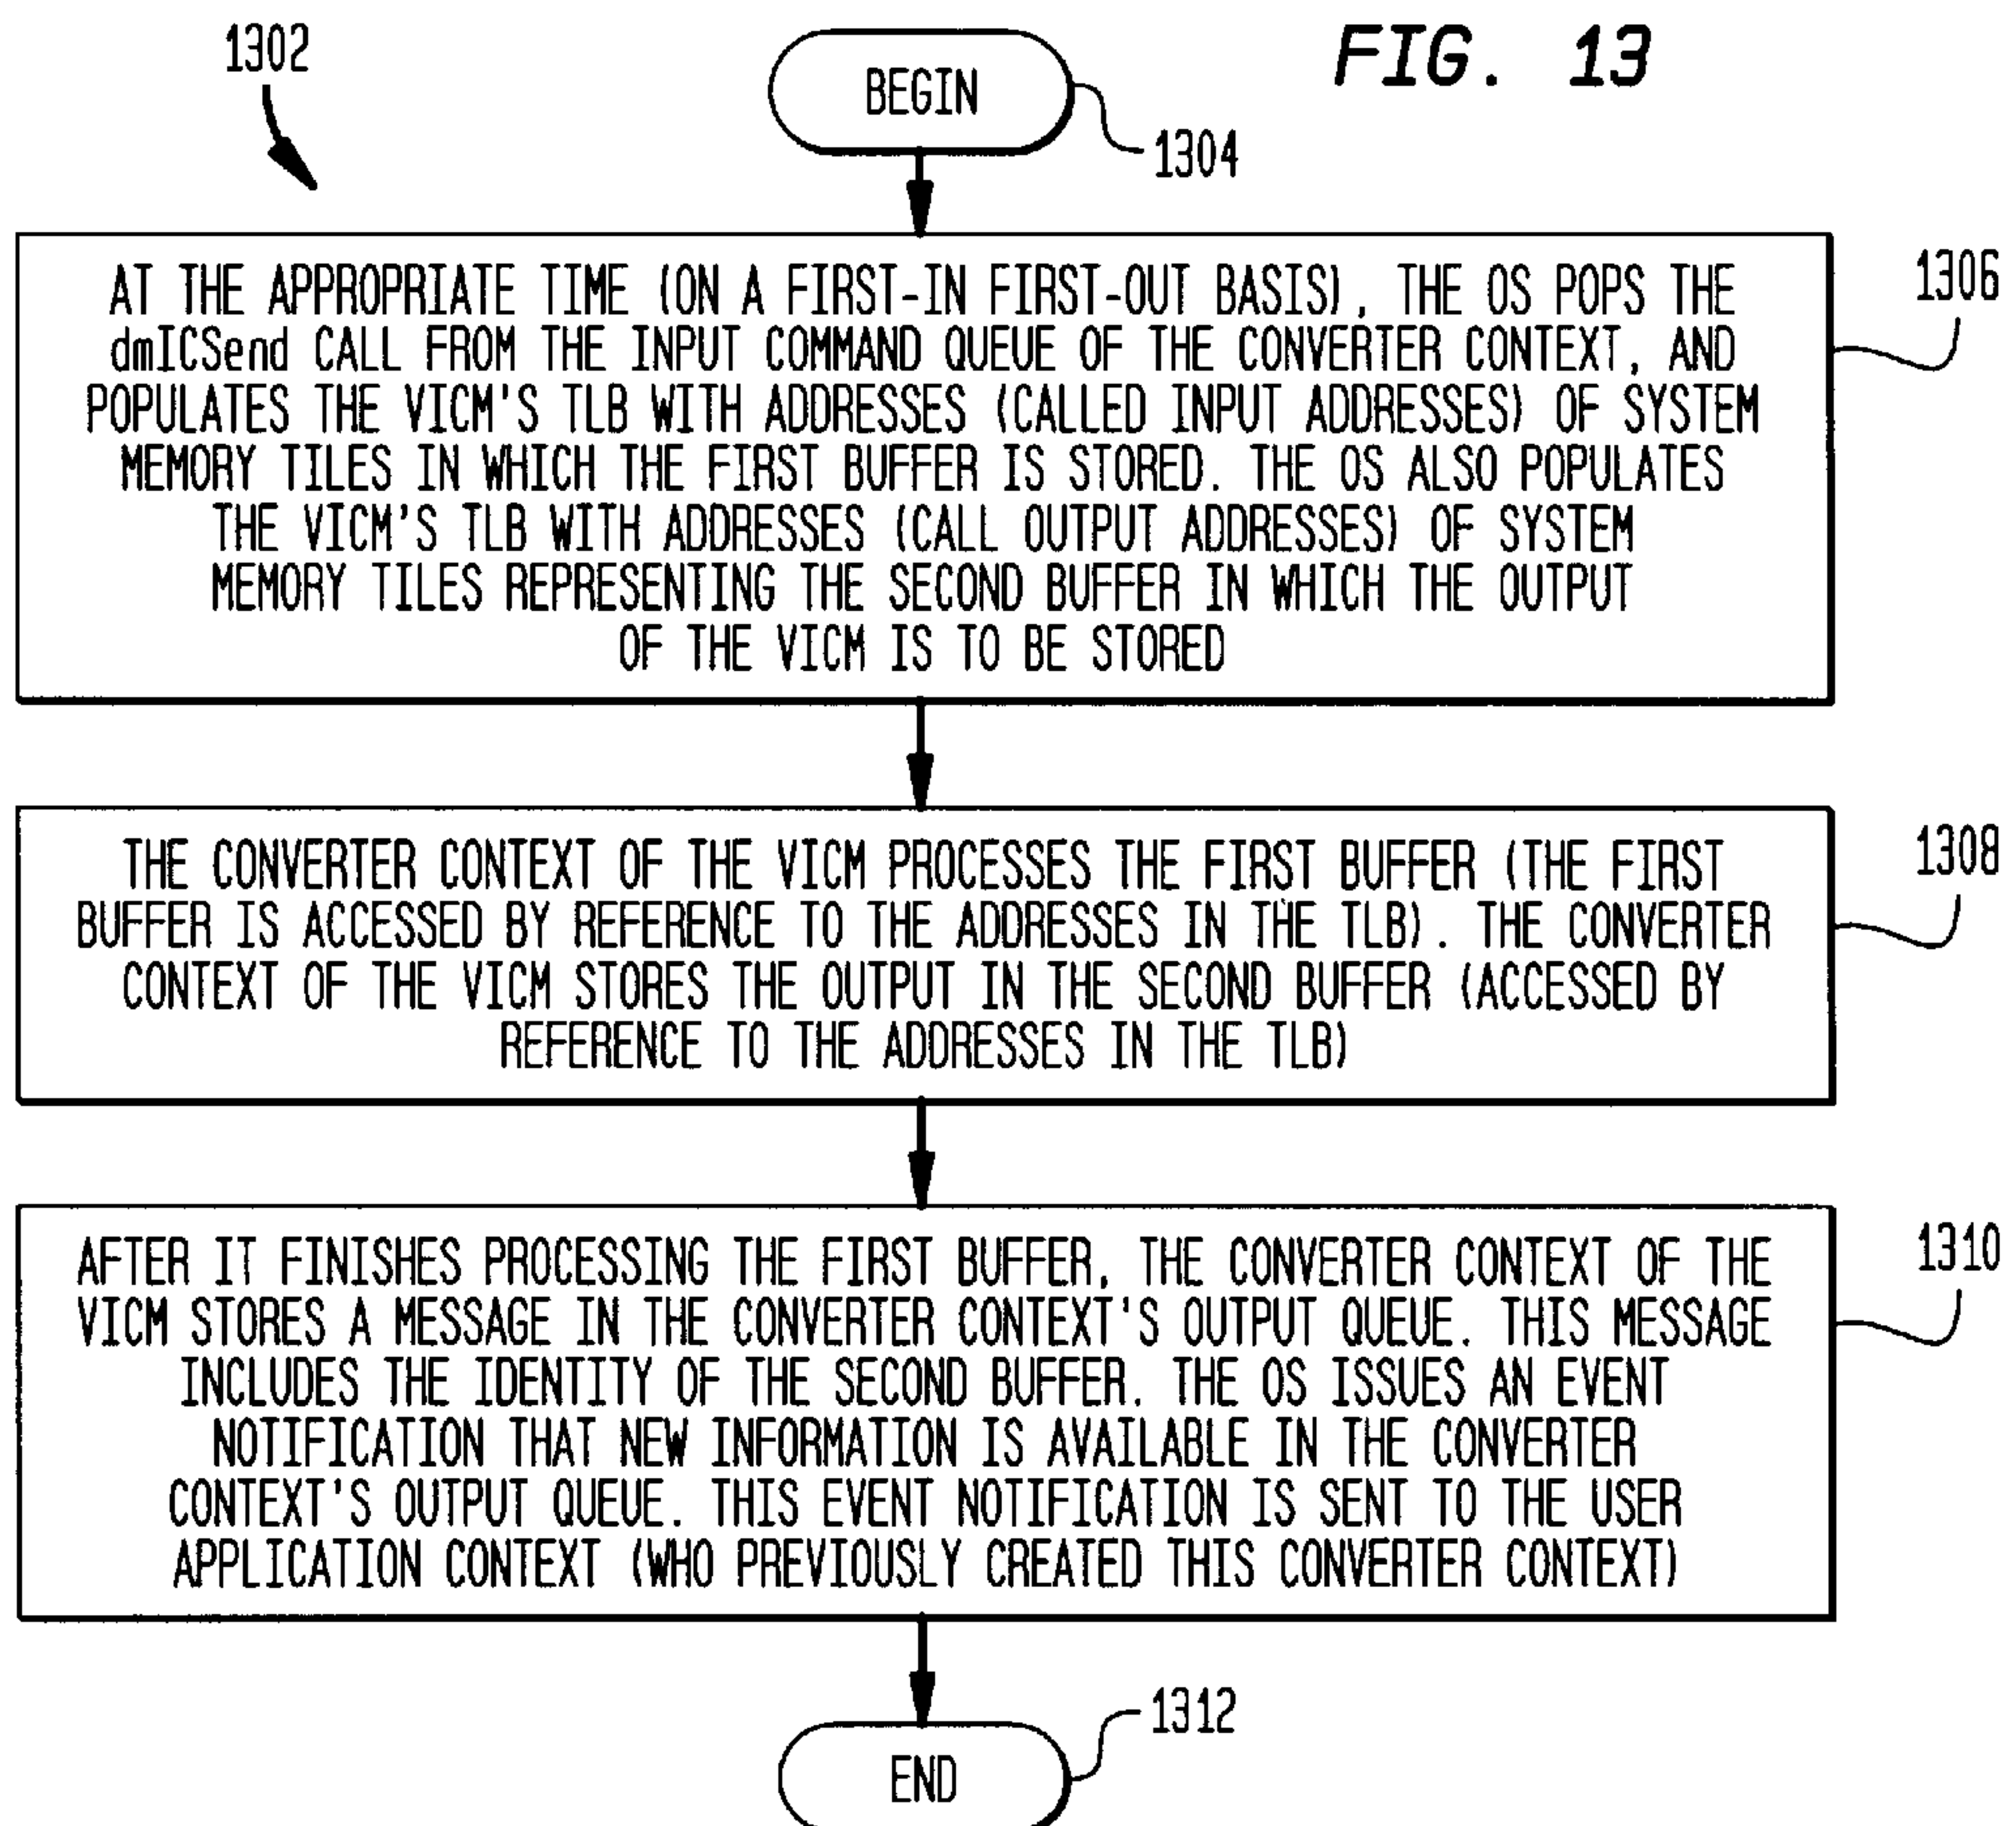 1302
BEGIN
FIG. 13
1304
AT THE APPROPRIATE TIME (ON A FIRST-IN FIRST-OUT BASIS), THE OS POPS THE
dmICSend CALL FROM THE INPUT COMMAND QUEUE OF THE CONVERTER CONTEXT, AND
POPULATES THE VICM'S TLB WITH ADDRESSES (CALLED INPUT ADDRESSES) OF SYSTEM
MEMORY TILES IN WHICH THE FIRST BUFFER IS STORED. THE OS ALSO POPULATES
THE VICM'S TLB WITH ADDRESSES (CALL OUTPUT ADDRESSES) OF SYSTEM
MEMORY TILES REPRESENTING THE SECOND BUFFER IN WHICH THE OUTPUT
OF THE VICM IS TO BE STORED
1306
THE CONVERTER CONTEXT OF THE VICM PROCESSES THE FIRST BUFFER (THE FIRST
BUFFER IS ACCESSED BY REFERENCE TO THE ADDRESSES IN THE TLB). THE CONVERTER
CONTEXT OF THE VICM STORES THE OUTPUT IN THE SECOND BUFFER (ACCESSED BY
REFERENCE TO THE ADDRESSES IN THE TLB)
1308
AFTER IT FINISHES PROCESSING THE FIRST BUFFER, THE CONVERTER CONTEXT OF THE
VICM STORES A MESSAGE IN THE CONVERTER CONTEXT'S OUTPUT QUEUE. THIS MESSAGE
INCLUDES THE IDENTITY OF THE SECOND BUFFER. THE OS ISSUES AN EVENT
NOTIFICATION THAT NEW INFORMATION IS AVAILABLE IN THE CONVERTER
CONTEXT'S OUTPUT QUEUE. THIS EVENT NOTIFICATION IS SENT TO THE USER
APPLICATION CONTEXT (WHO PREVIOUSLY CREATED THIS CONVERTER CONTEXT)
1310
END
1312